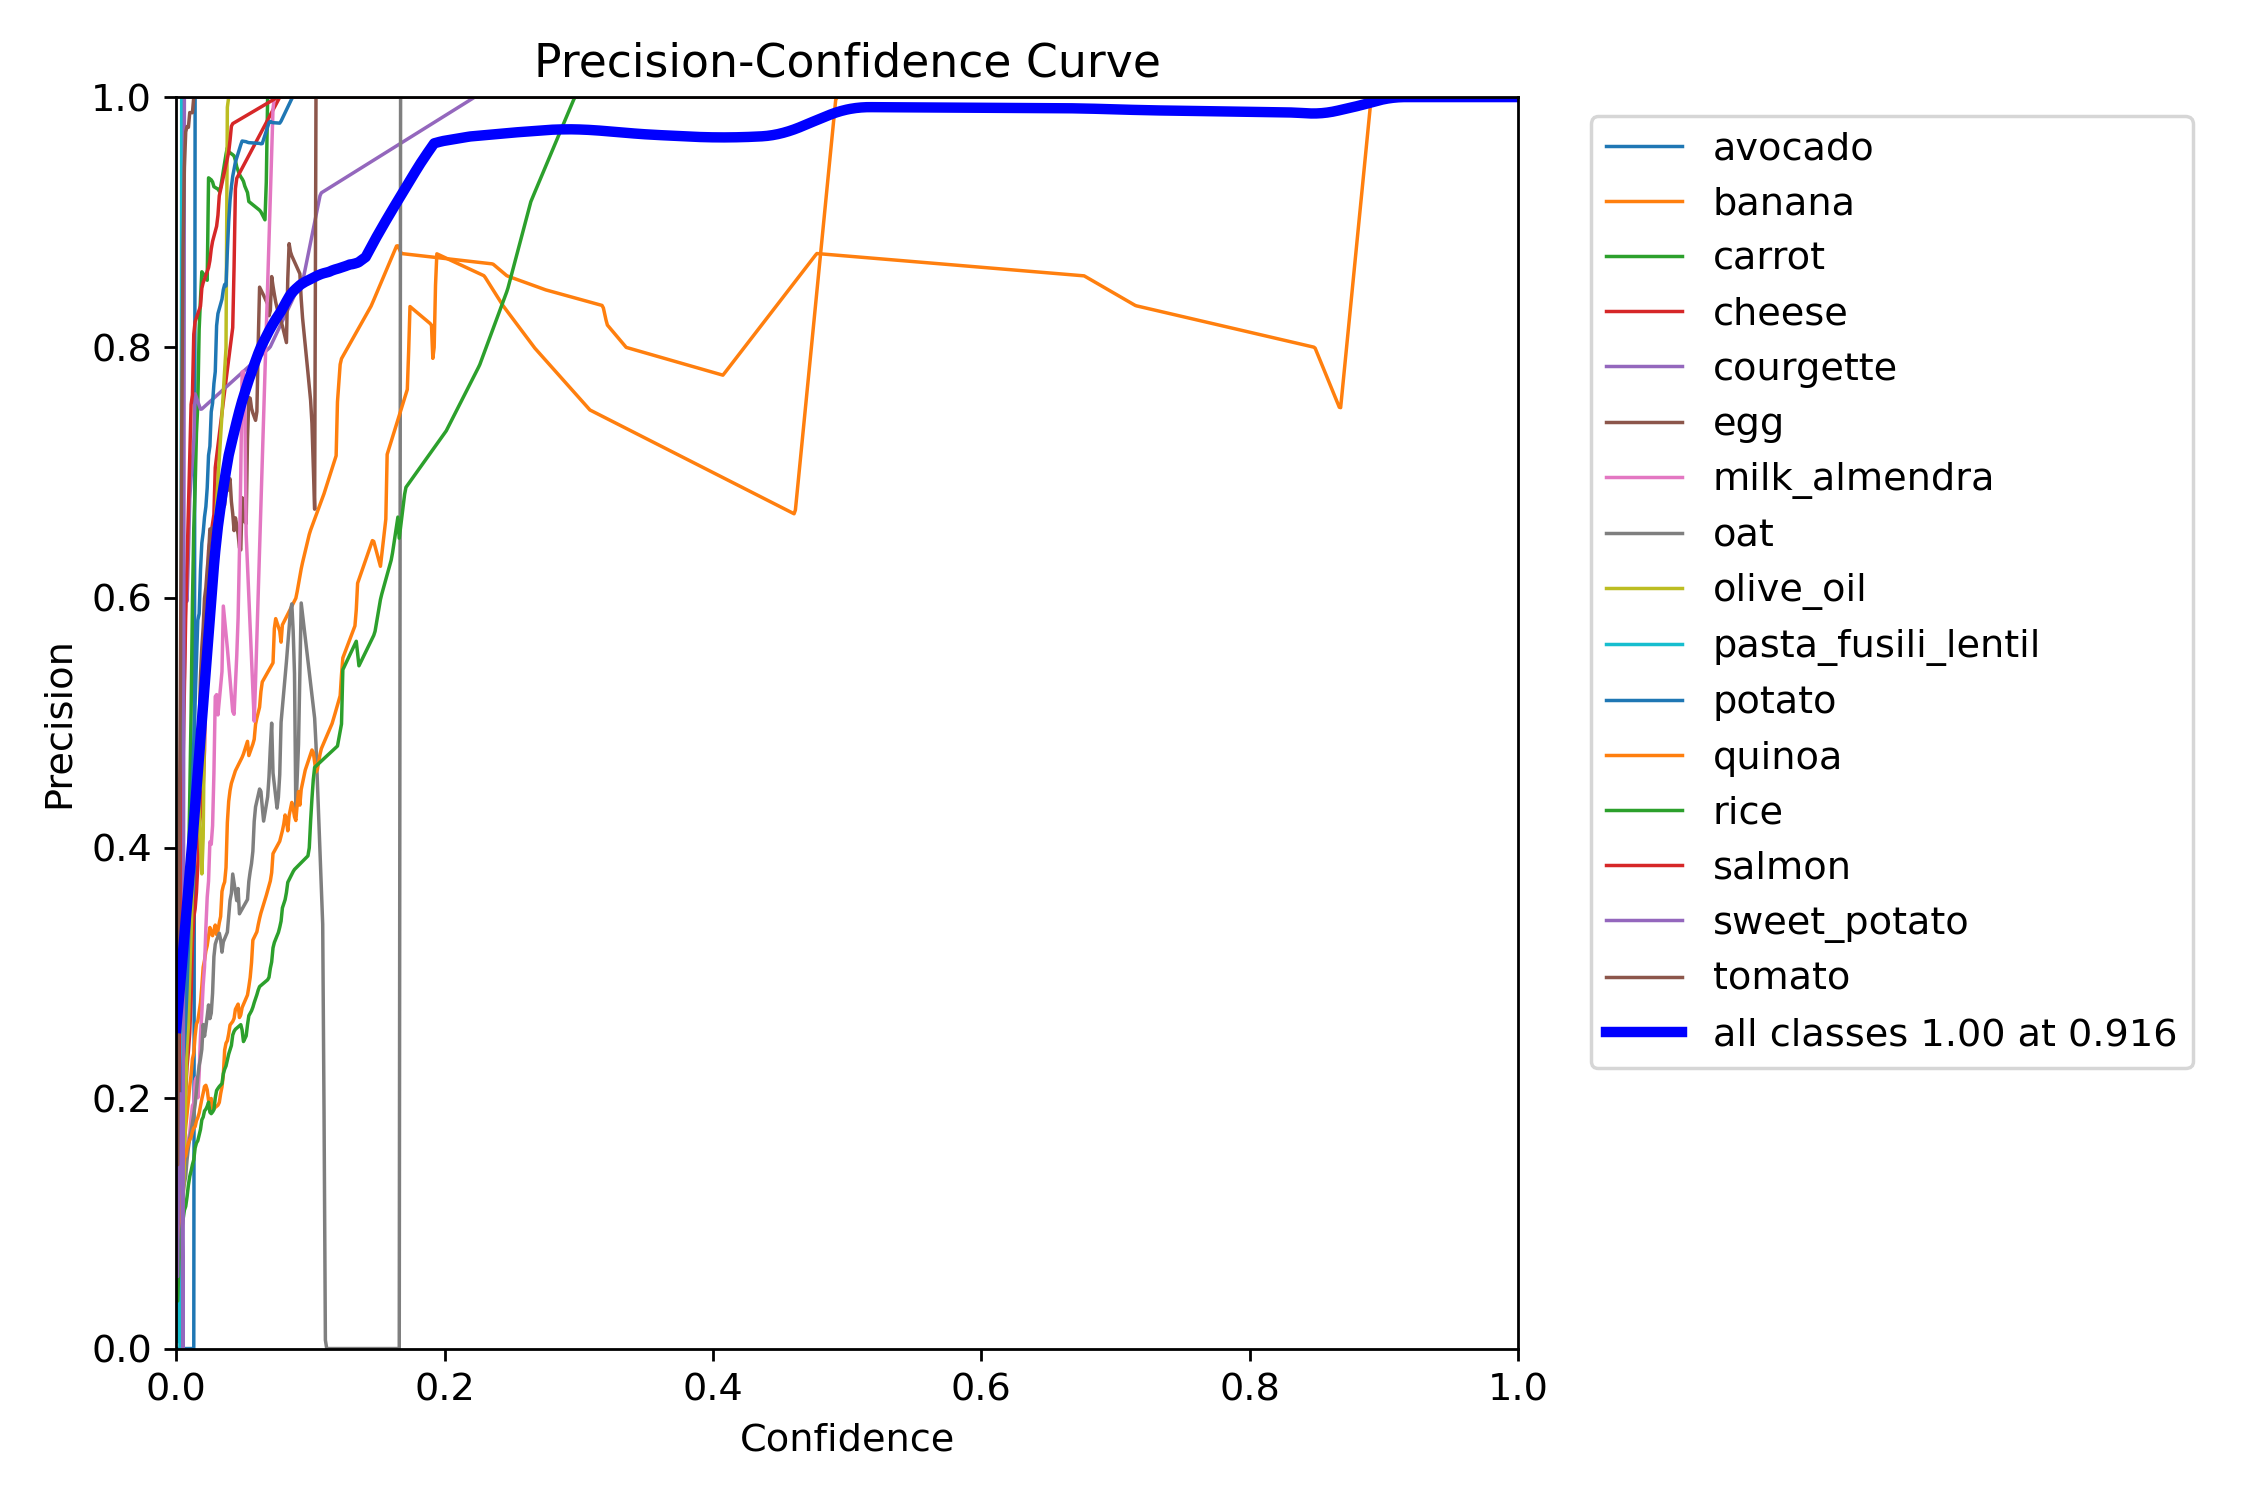 Precision-Confidence Curve
1.0
0.8
0.6
0.4
0.2
0.0
Precision
0.0 0.2 0.4 0.6 0.8 1.0
Confidence
avocado
banana
carrot
cheese
courgette
egg
milk_almendra
oat
olive_oil
pasta_fusili_lentil
potato
quinoa
rice
salmon
sweet_potato
tomato
all classes 1.00 at 0.916